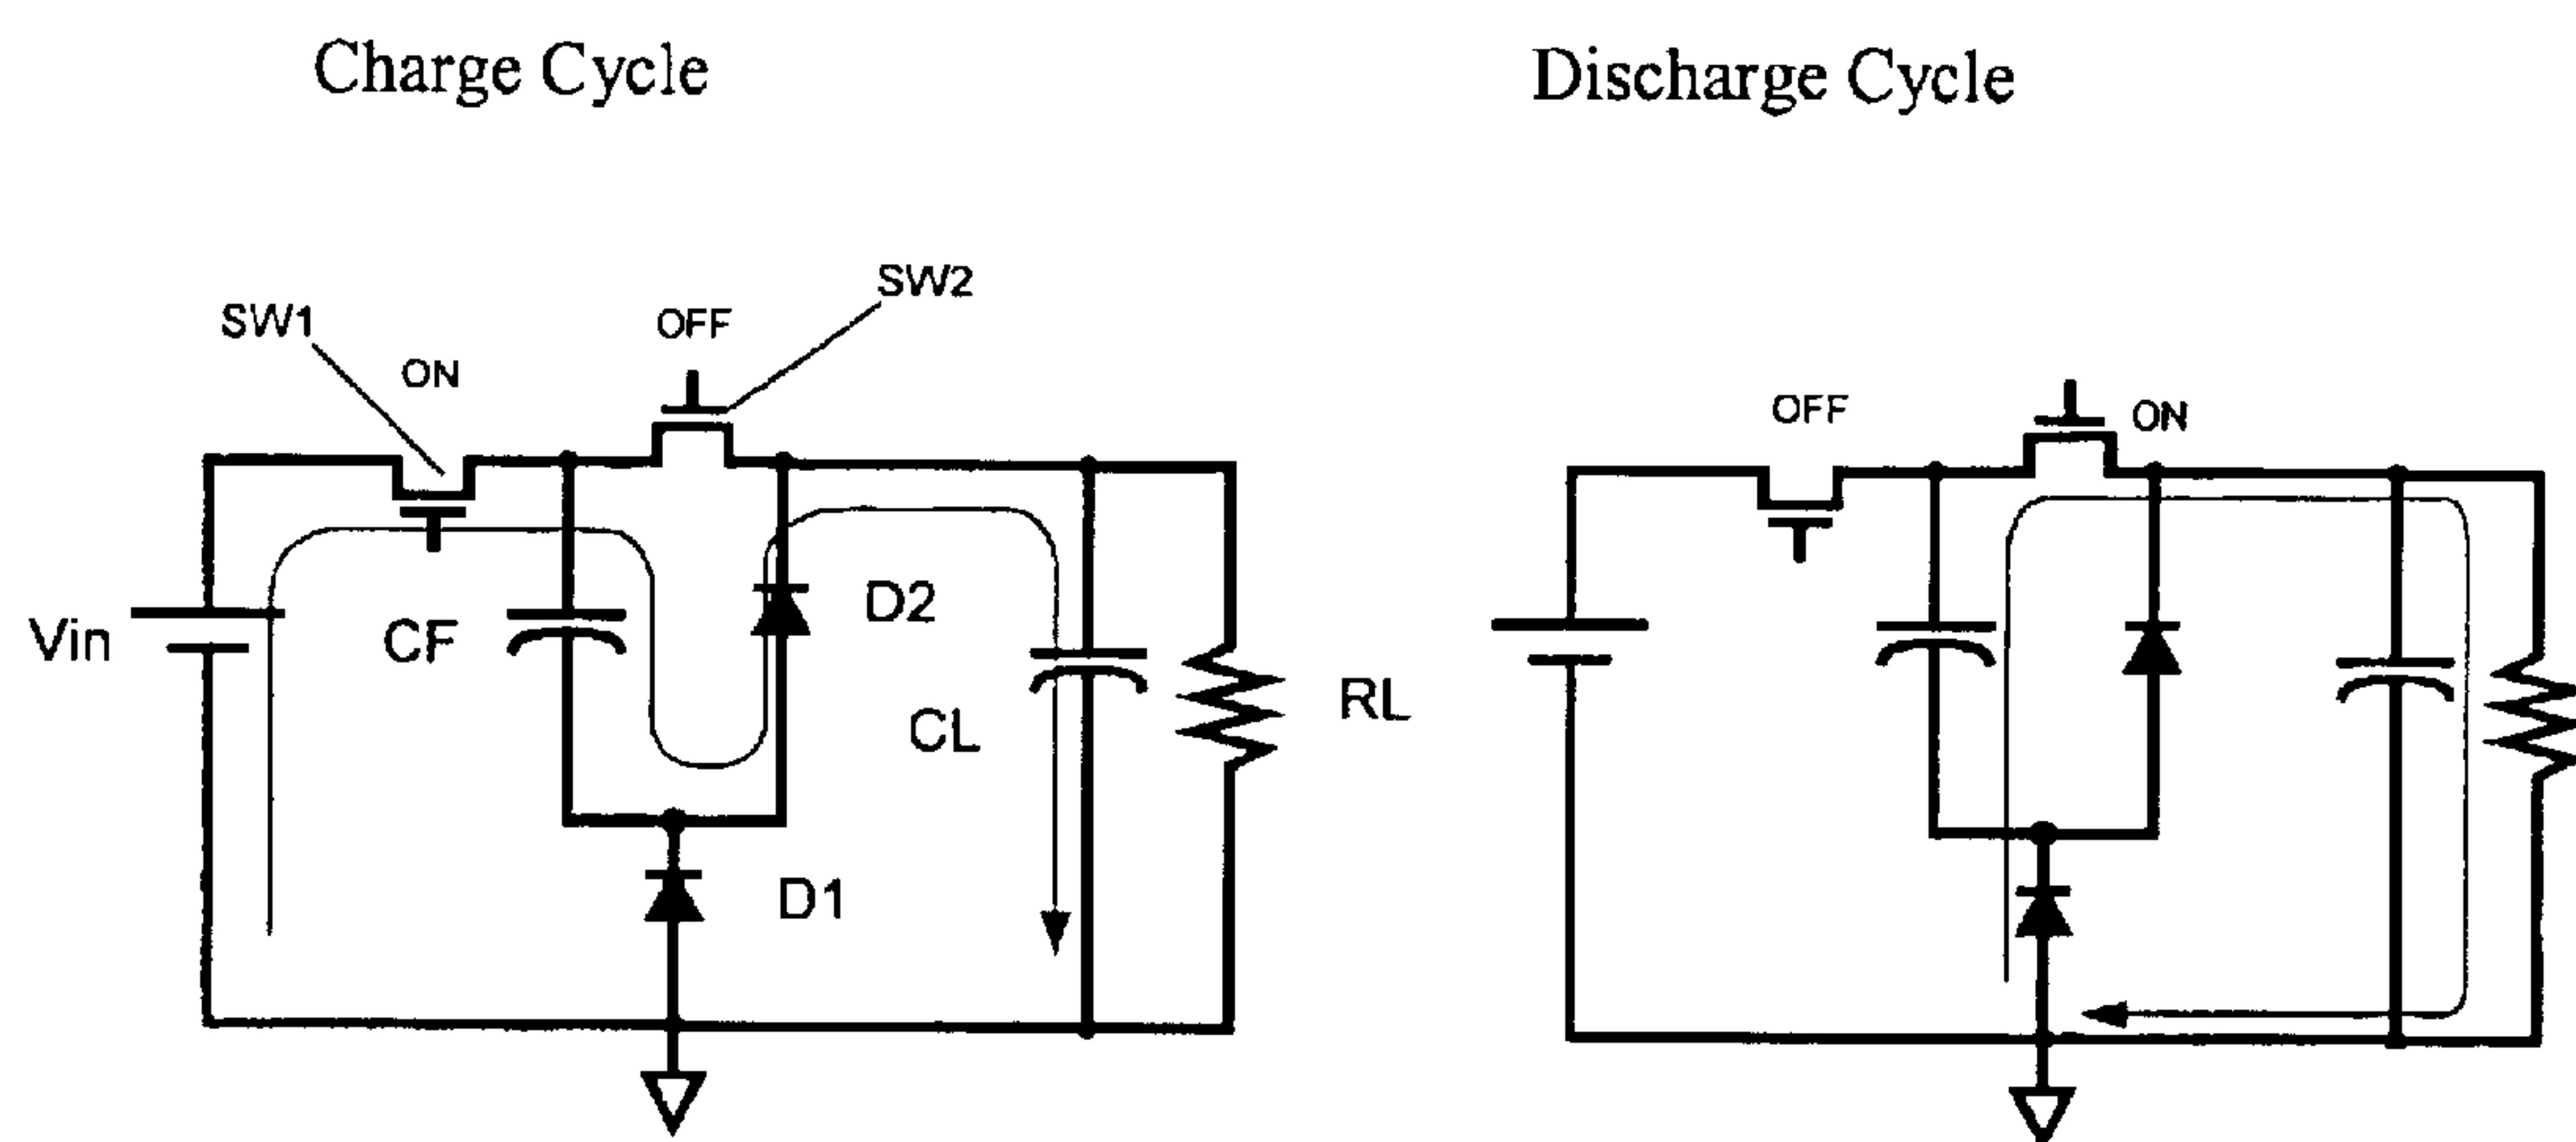 Charge Cycle
Discharge Cycle
SW2
SW1
OFF
ON
OFF
ON
Vin
CF
D2
RL
CL
D1